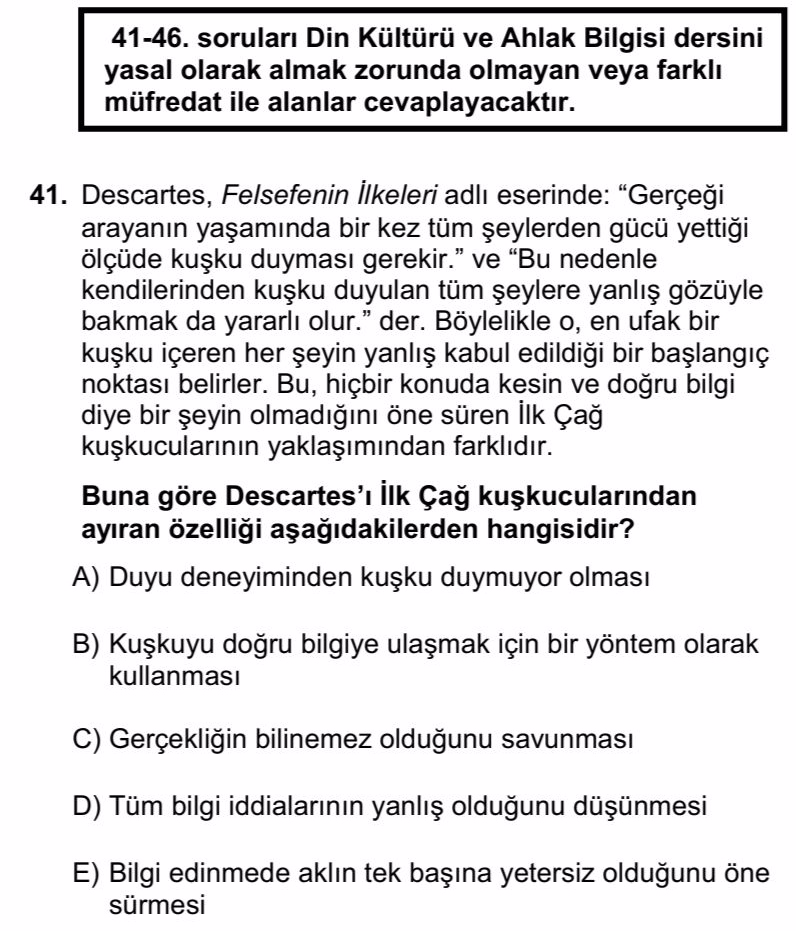 41-46. soruları Din Kültürü ve Ahlak Bilgisi dersini
yasal olarak almak zorunda olmayan veya farklı
müfredat ile alanlar cevaplayacaktır.
41. Descartes, Felsefenin İlkeleri adlı eserinde: “Gerçeği
arayanın yaşamında bir kez tüm şeylerden gücü yettiği
ölçüde kuşku duyması gerekir.” ve “Bu nedenle
kendilerinden kuşku duyulan tüm şeylere yanlış gözüyle
bakmak da yararlı olur.” der. Böylelikle o, en ufak bir
kuşku içeren her şeyin yanlış kabul edildiği bir başlangıç
noktası belirler. Bu, hiçbir konuda kesin ve doğru bilgi
diye bir şeyin olmadığını öne süren İlk Çağ
kuşkucularının yaklaşımından farklıdır.
Buna göre Descartes’ı İlk Çağ kuşkucularından
ayıran özelliği aşağıdakilerden hangisidir?
A) Duyu deneyiminden kuşku duymuyor olması
B) Kuşkuyu doğru bilgiye ulaşmak için bir yöntem olarak
kullanması
C) Gerçekliğin bilinemez olduğunu savunması
D) Tüm bilgi iddialarının yanlış olduğunu düşünmesi
E) Bilgi edinmede aklın tek başına yetersiz olduğunu öne
sürmesi